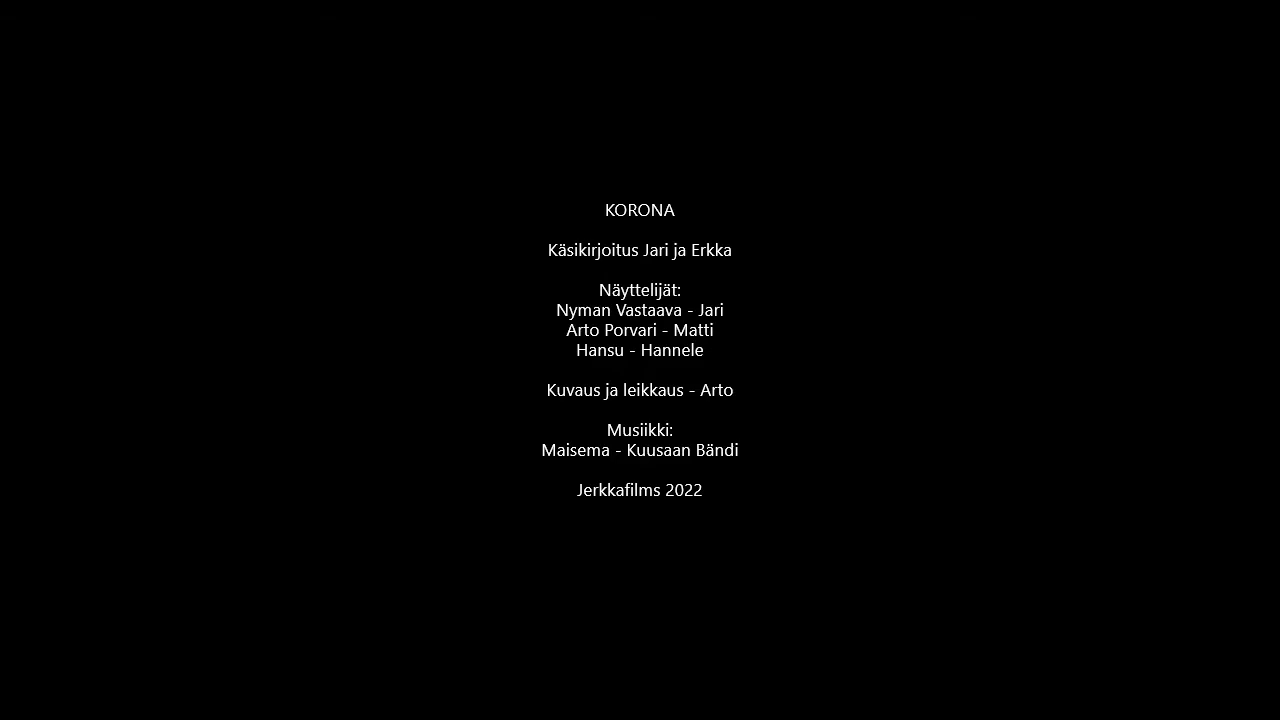 KORONA
Käsikirjoitus Jari ja Erkka
Näyttelijät:
Nyman Vastaava - Jari
Arto Porvari - Matti
Hansu - Hannele
Kuvaus ja leikkaus - Arto
Musiikki:
Maisema - Kuusaan Bändi
Jerkkafilms 2022